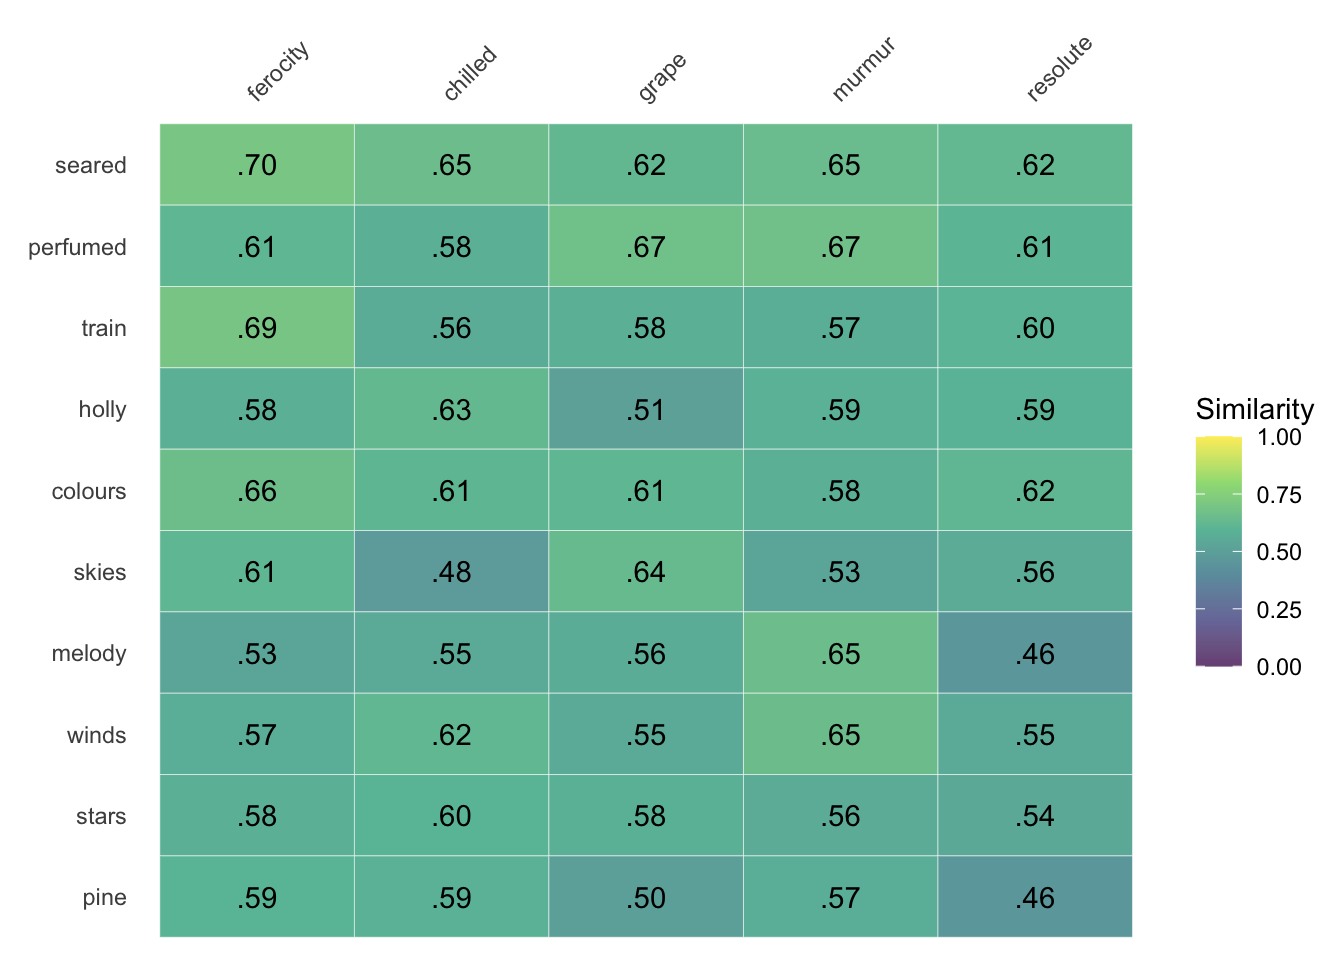 ferocity chilled grape murmur resolute
seared .70 .65 .62 .65 .62
perfumed .61 .58 .67 .67 .61
train .69 .56 .58 .57 .60
holly .58 .63 .51 .59 .59
colours .66 .61 .61 .58 .62
skies .61 .48 .64 .53 .56
melody .53 .55 .56 .65 .46
winds .57 .62 .55 .65 .55
stars .58 .60 .58 .56 .54
pine .59 .59 .50 .57 .46
Similarity
1.00
0.75
0.50
0.25
0.00